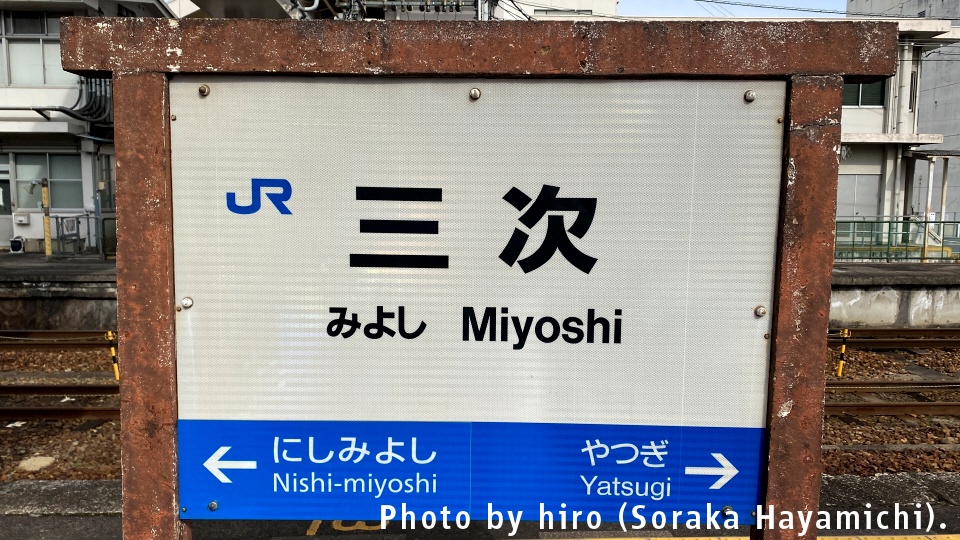 JR 三次
みよし Miyoshi
← にしみよし やつぎ →
Nishi-miyoshi Yatsugi
Photo by hiro (Soraka Hayamichi).